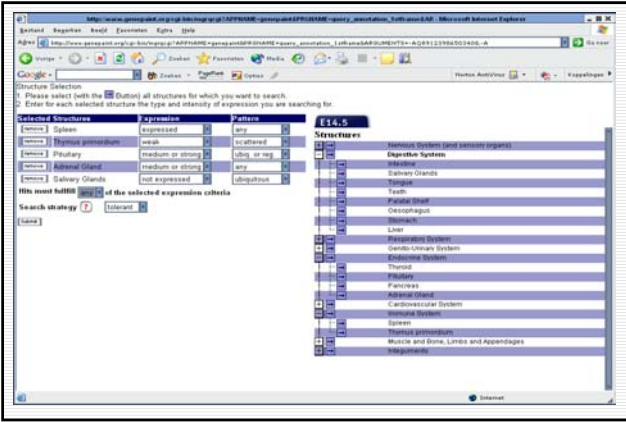 http://www.genepaint.org/cgi-bin/mgrqcgi?APPNAME=genepaint&PRGNAME=query_annotation_1sthans&AR - Microsoft Internet Explorer
Bestand Bewerken Beeld Favorieten Extra Help
Adres
Ga naar
Vorige Zoeken Favorieten Media
Google Zoeken PageRank Opties Norton AntiVirus Koppelingen
Structure Selection
1. Please select (with the Button) all structures for which you want to search.
2. Enter for each selected structure the type and intensity of expression you are searching for.
Selected Structures Expression Pattern
remove Spleen expressed any
remove Thymus primordium weak scattered
remove Pituitary medium or strong ubiq. or reg.
remove Adrenal Gland medium or strong any
remove Salivary Glands not expressed ubiquitous
Hits must fullfill any of the selected expression criteria
Search strategy ? tolerant
Submit
E14.5
Structures
Nervous System (and sensory organs)
Digestive System
Intestine
Salivary Glands
Tongue
Teeth
Palatal Shelf
Oesophagus
Stomach
Liver
Respiratory System
Genito-Urinary System
Endocrine System
Thyroid
Pituitary
Pancreas
Adrenal Gland
Cardiovascular System
Immune System
Spleen
Thymus primordium
Muscle and Bone, Limbs and Appendages
Integuments
Internet